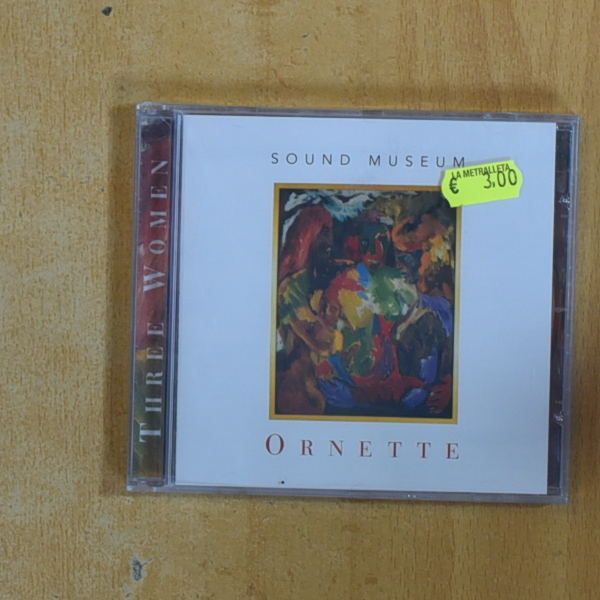 SOUND MUSEUM
LA METRALLETA
€ 3,00
THREE WOMEN
ORNETTE